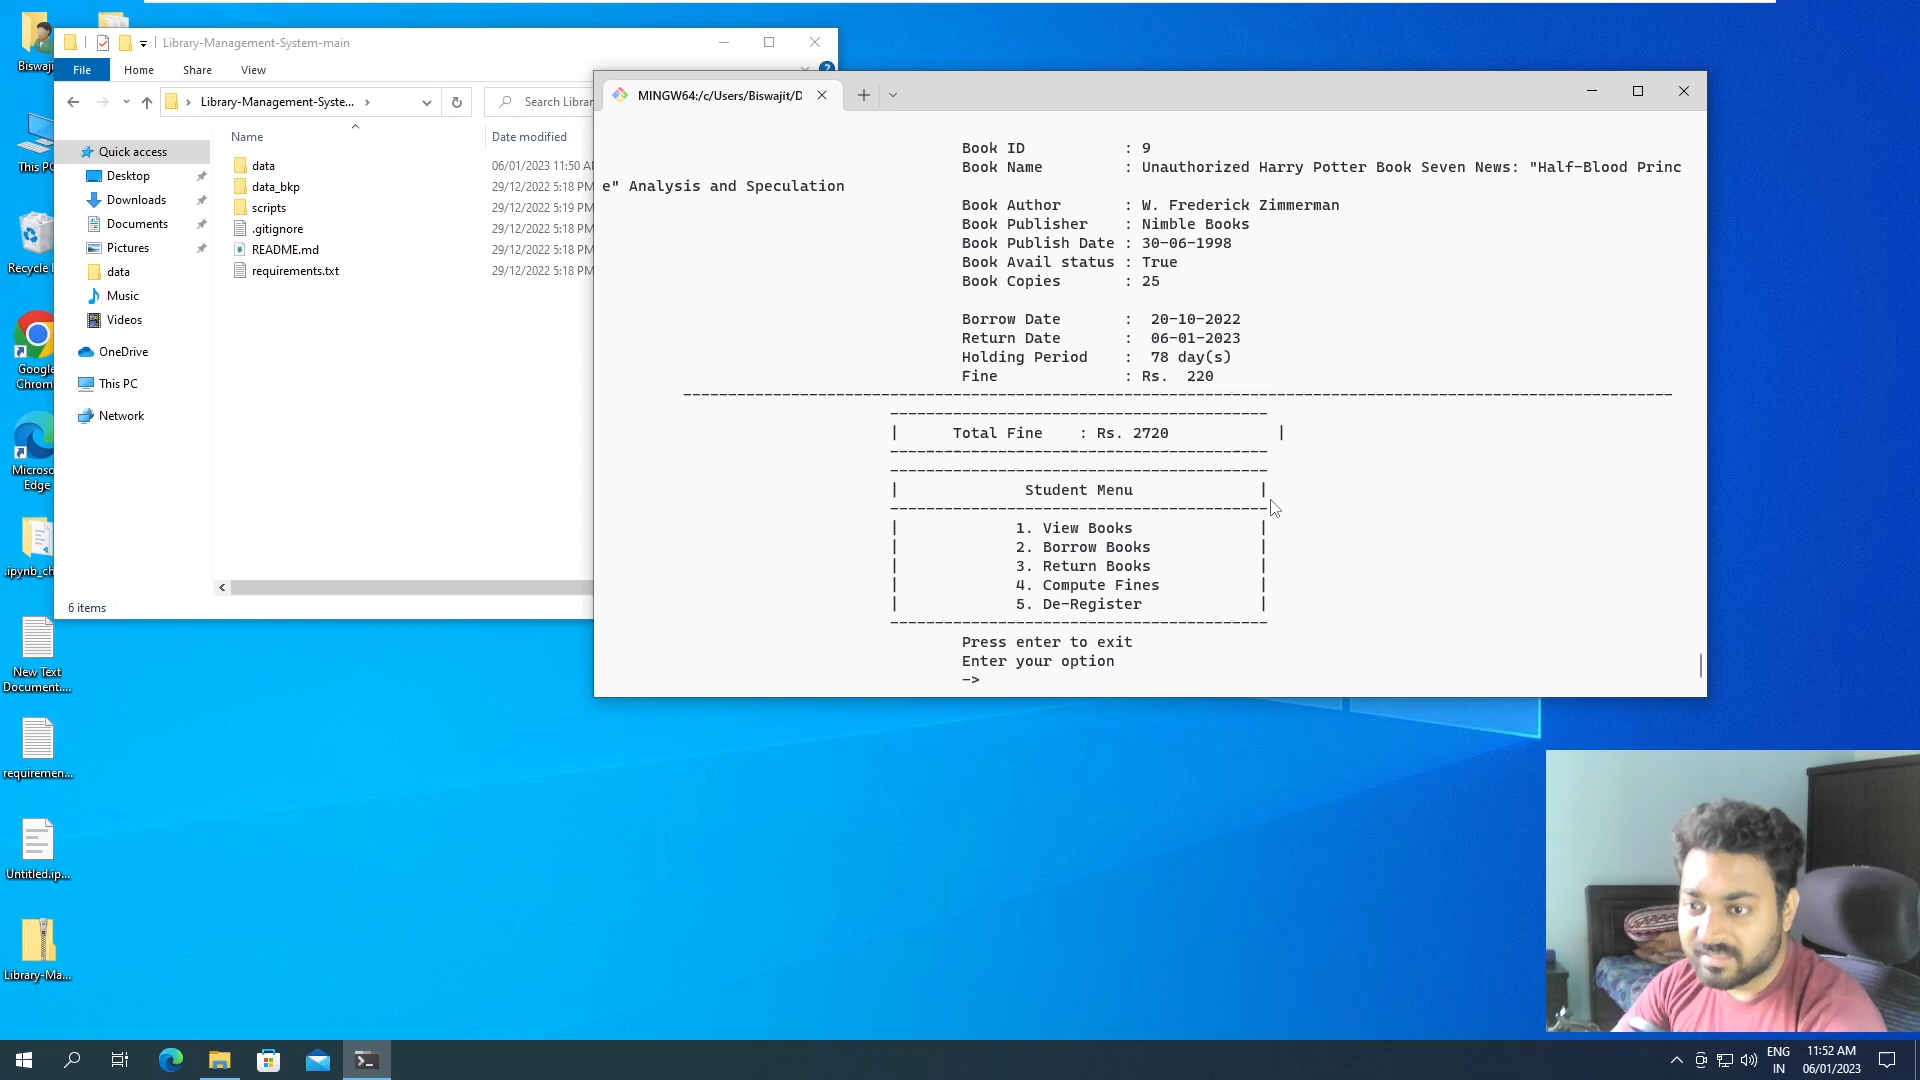 Library-Management-System-main
File
Home
Share
View
Library-Management-Syste...
Search Librar
Name
Date modified
Quick access
Desktop
Downloads
Documents
Pictures
data
Music
Videos
OneDrive
This PC
Network
data
06/01/2023 11:50 A
data_bkp
29/12/2022 5:18 PM
scripts
29/12/2022 5:19 PM
.gitignore
29/12/2022 5:18 PM
README.md
29/12/2022 5:18 PM
requirements.txt
29/12/2022 5:18 PM
6 items
Biswaji
This PC
Recycle
Google
Chrome
Microso
Edge
.ipynb_ch
New Text
Document....
requiremen...
Untitled.ip...
Library-Ma...
MINGW64:/c/Users/Biswajit/D
Book ID : 9
Book Name : Unauthorized Harry Potter Book Seven News: "Half-Blood Princ
e" Analysis and Speculation
Book Author : W. Frederick Zimmerman
Book Publisher : Nimble Books
Book Publish Date : 30-06-1998
Book Avail status : True
Book Copies : 25
Borrow Date : 20-10-2022
Return Date : 06-01-2023
Holding Period : 78 day(s)
Fine : Rs. 220
| Total Fine : Rs. 2720 |
| Student Menu |
| 1. View Books |
| 2. Borrow Books |
| 3. Return Books |
| 4. Compute Fines |
| 5. De-Register |
Press enter to exit
Enter your option
->
ENG
IN
11:52 AM
06/01/2023